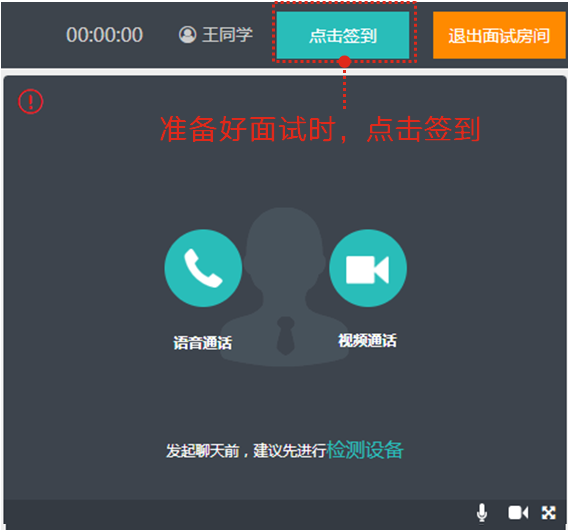 00:00:00 王同学 点击签到 退出面试房间
准备好面试时，点击签到
语音通话 视频通话
发起聊天前，建议先进行检测设备